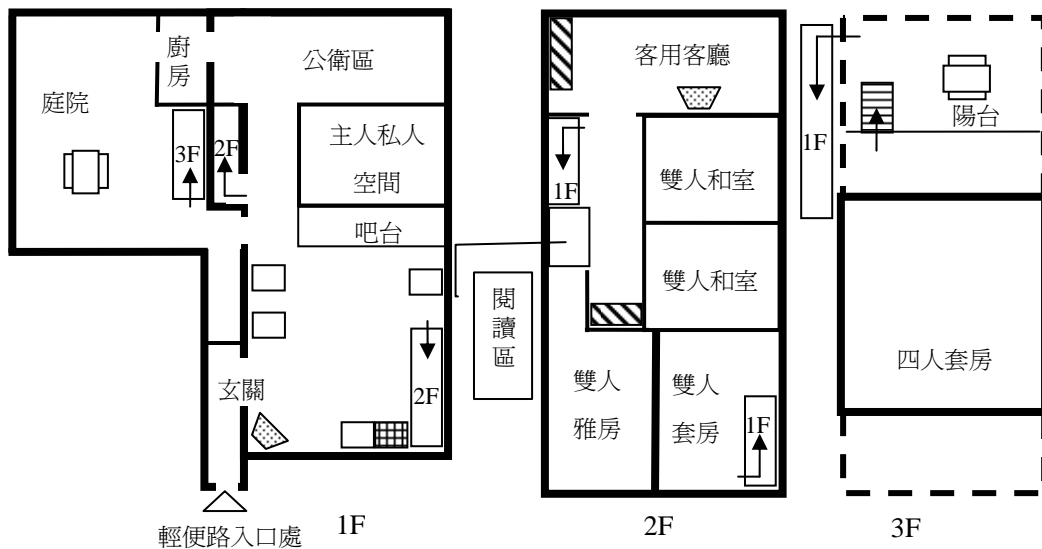 廚房
公衛區
庭院
3F
2F
主人私人
空間
吧台
2F
玄關
輕便路入口處
1F
閱讀區
客用客廳
1F
雙人和室
雙人和室
雙人
雅房
雙人
套房
1F
2F
1F
陽台
四人套房
3F